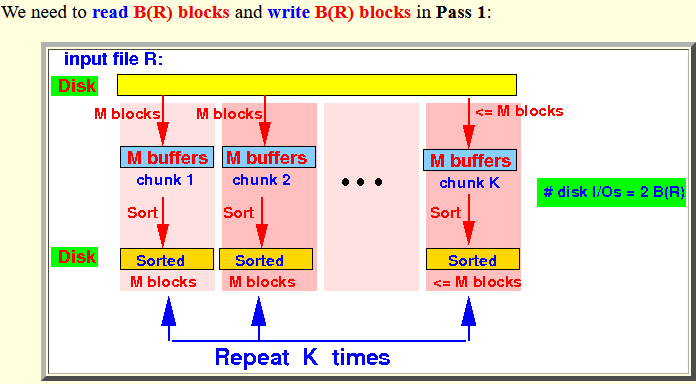 We need to read B(R) blocks and write B(R) blocks in Pass 1:
input file R:
Disk
M blocks M blocks <= M blocks
M buffers M buffers M buffers
chunk 1 chunk 2 chunk K
# disk I/Os = 2 B(R)
Sort Sort Sort
Disk Sorted Sorted Sorted
M blocks M blocks <= M blocks
Repeat K times